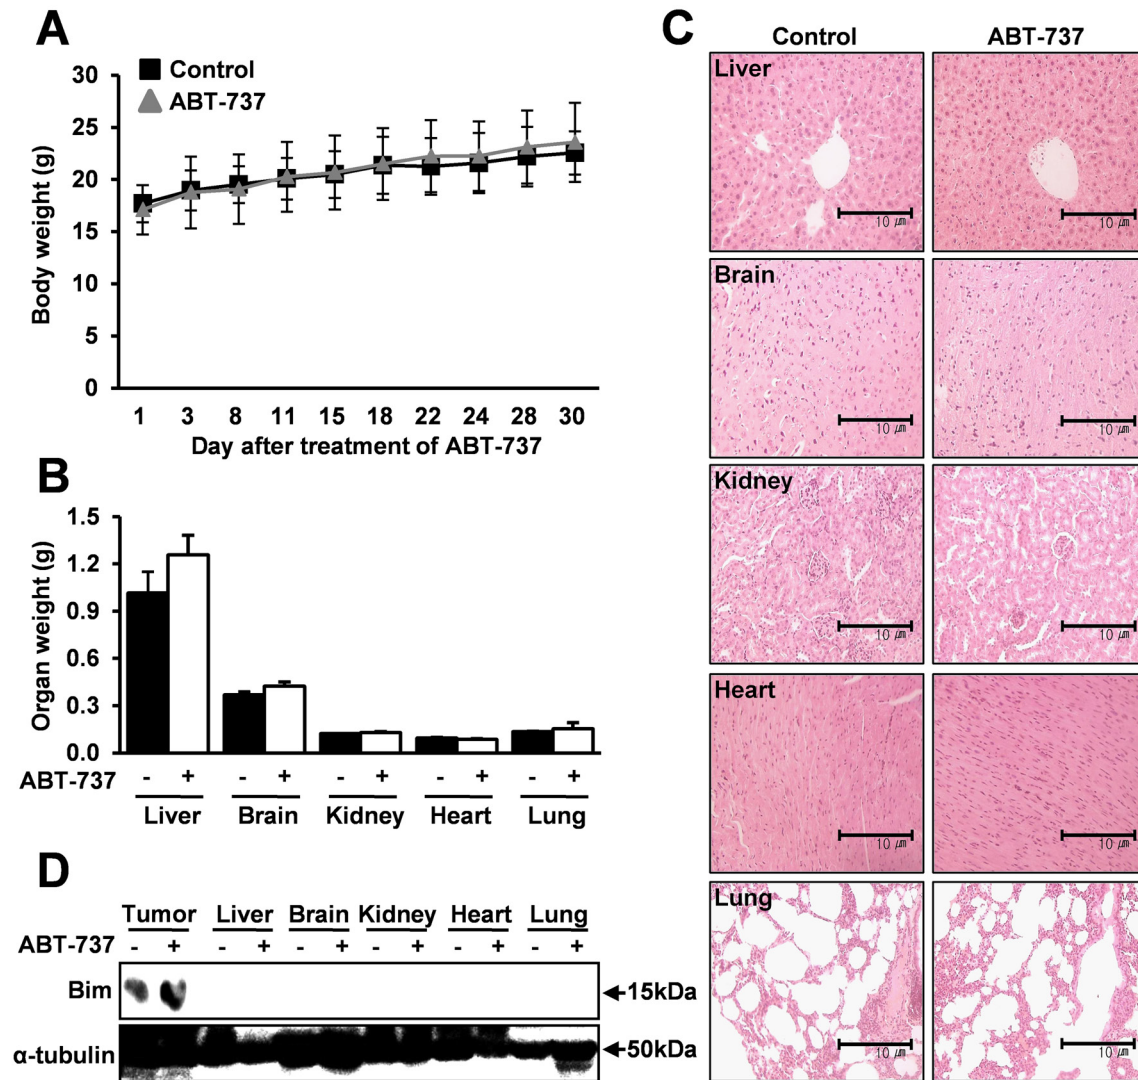 A
30
25
20
15
10
5
0
Body weight (g)
Control
ABT-737
1 3 8 11 15 18 22 24 28 30
Day after treatment of ABT-737
B
1.5
1.2
0.9
0.6
0.3
0.0
Organ weight (g)
ABT-737 - + - + - + - + - +
Liver Brain Kidney Heart Lung
C
Control ABT-737
Liver
10 ㎛ 10 ㎛
Brain
10 ㎛ 10 ㎛
Kidney
10 ㎛ 10 ㎛
Heart
10 ㎛ 10 ㎛
Lung
10 ㎛ 10 ㎛
D
Tumor Liver Brain Kidney Heart Lung
ABT-737 - + - + - + - + - + - +
Bim 15kDa
α-tubulin 50kDa